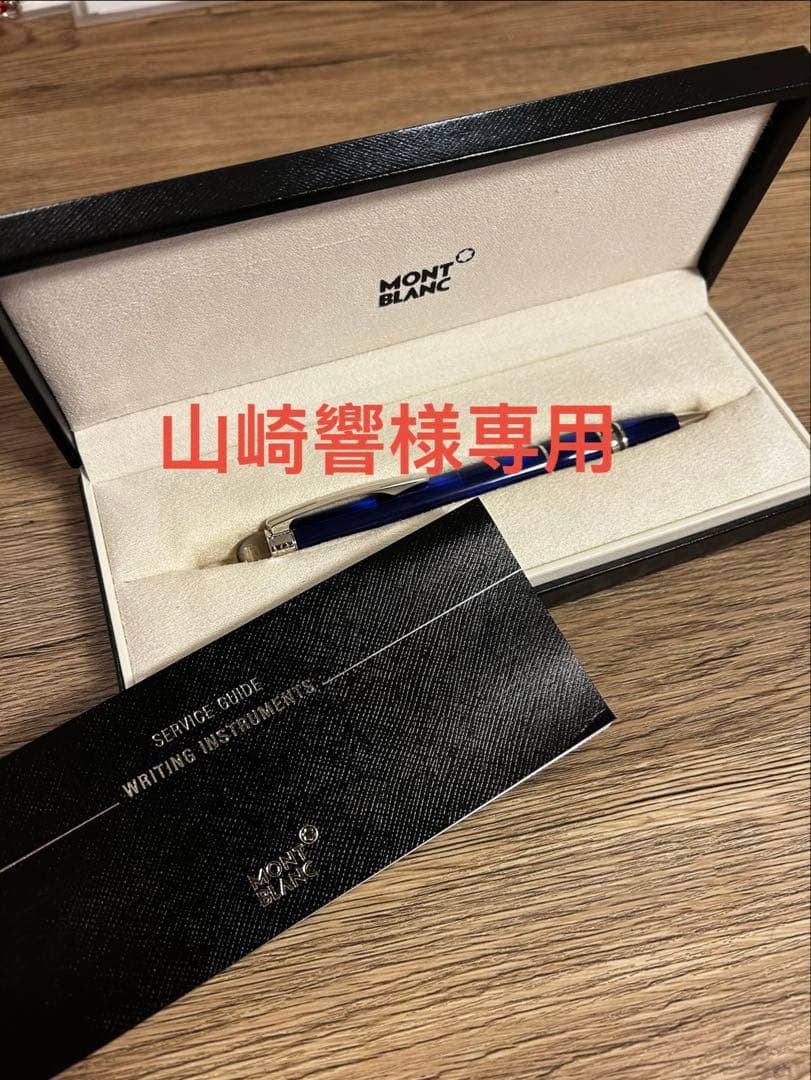 MONT
BLANC
山崎響様専用
SERVICE GUIDE
WRITING INSTRUMENTS
MONT
BLANC